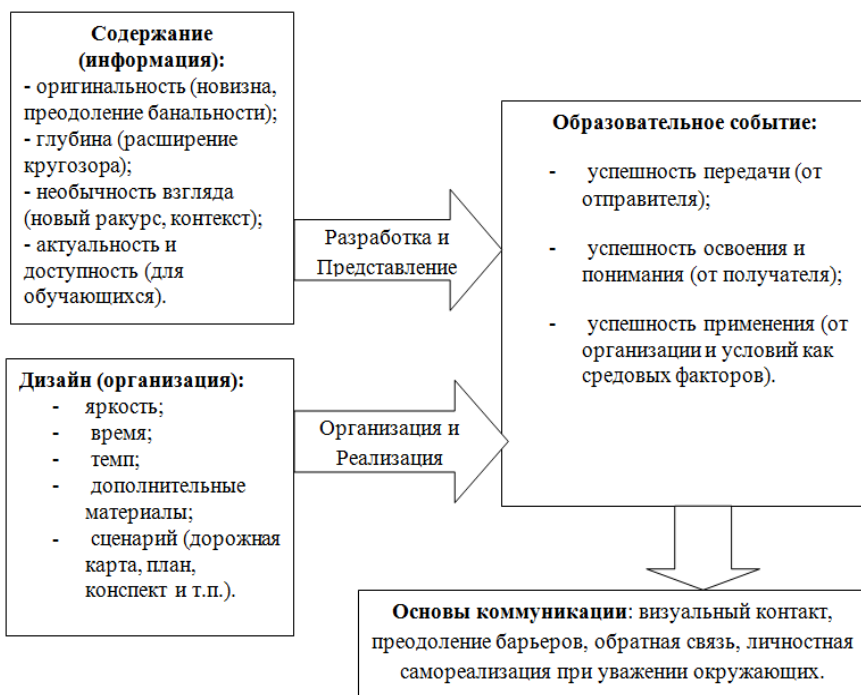 Содержание
(информация):
- оригинальность (новизна,
преодоление банальности);
- глубина (расширение
кругозора);
- необычность взгляда
(новый ракурс, контекст);
- актуальность и
доступность (для
обучающихся).
Разработка и
Представление
Образовательное событие:
- успешность передачи (от
отправителя);
- успешность освоения и
понимания (от получателя);
- успешность применения (от
организации и условий как
средовых факторов).
Дизайн (организация):
- яркость;
- время;
- темп;
- дополнительные
материалы;
- сценарий (дорожная
карта, план,
конспект и т.п.).
Организация и
Реализация
Основы коммуникации: визуальный контакт,
преодоление барьеров, обратная связь, личностная
самореализация при уважении окружающих.